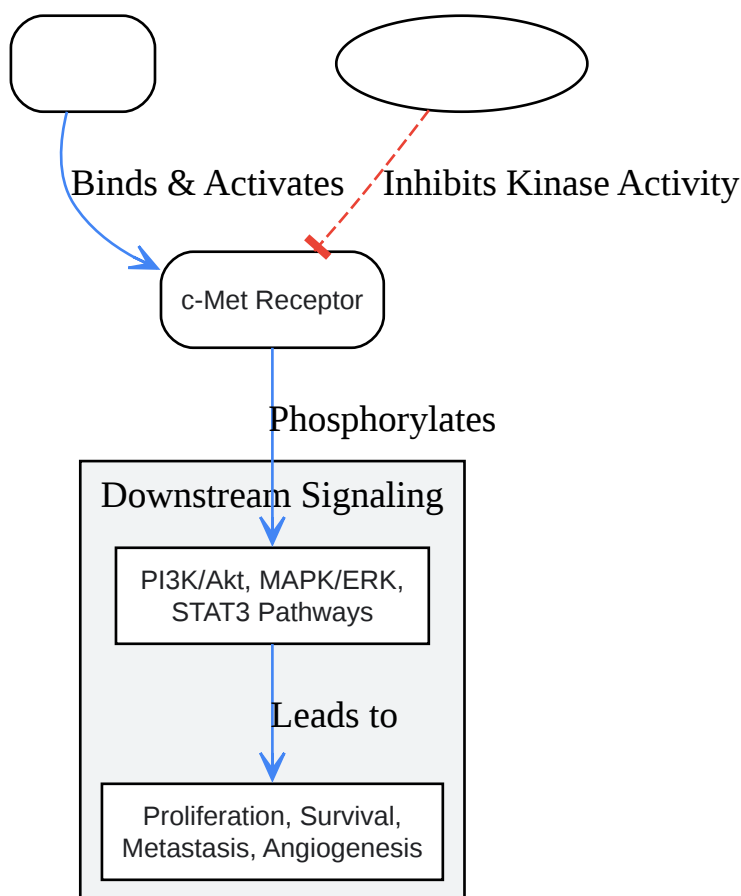 Binds & Activates
Inhibits Kinase Activity
c-Met Receptor
Phosphorylates
Downstream Signaling
PI3K/Akt, MAPK/ERK,
STAT3 Pathways
Leads to
Proliferation, Survival,
Metastasis, Angiogenesis